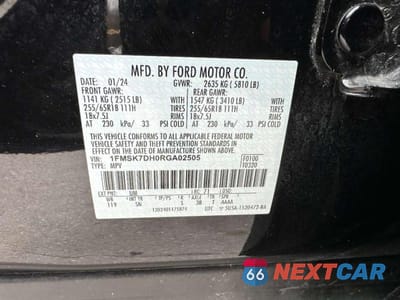 MFD. BY FORD MOTOR CO.
DATE: 01/24 GVWR: 2635 KG ( 5810 LB)
FRONT GAWR: REAR GAWR:
1141 KG ( 2515 LB) 1547 KG ( 3410 LB)
255/65R18 111H TIRES 255/65R18 111H TIRES
18x7.5J RIMS 18x7.5J RIMS
AT 230 kPa/ 33 PSI COLD AT 230 kPa/ 33 PSI COLD
THIS VEHICLE CONFORMS TO ALL APPLICABLE FEDERAL MOTOR
VEHICLE SAFETY AND THEFT PREVENTION STANDARDS IN EFFECT
ON THE DATE OF MANUFACTURE SHOWN ABOVE.
VIN: 1FMSK7DH0RGA02505 F0100
TYPE: MPV
119
UTC
66 NEXTCAR